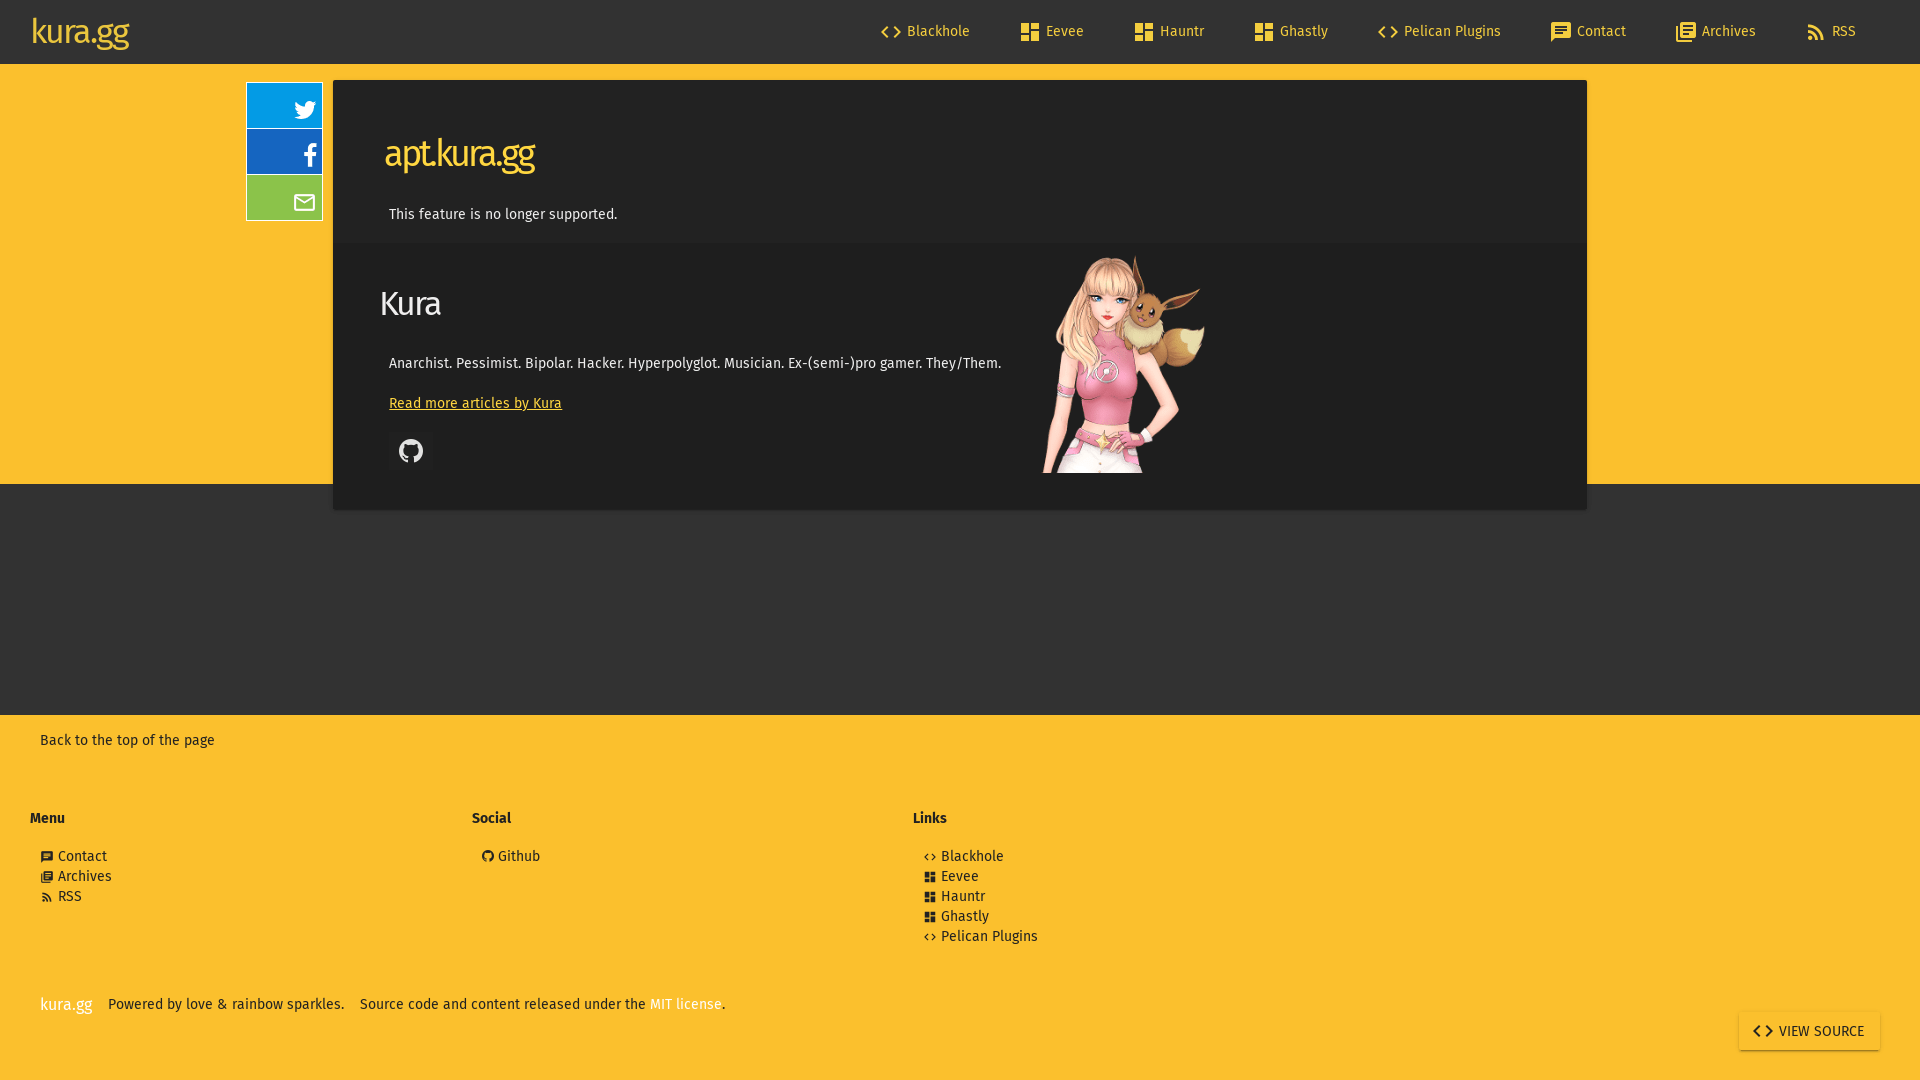 kura.gg
Blackhole
Eevee
Hauntr
Ghastly
Pelican Plugins
Contact
Archives
RSS
apt.kura.gg
This feature is no longer supported.
Kura
Anarchist. Pessimist. Bipolar. Hacker. Hyperpolyglot. Musician. Ex-(semi-)pro gamer. They/Them.
Read more articles by Kura
Back to the top of the page
Menu
Contact
Archives
RSS
Social
Github
Links
Blackhole
Eevee
Hauntr
Ghastly
Pelican Plugins
kura.gg Powered by love & rainbow sparkles. Source code and content released under the MIT license.
VIEW SOURCE